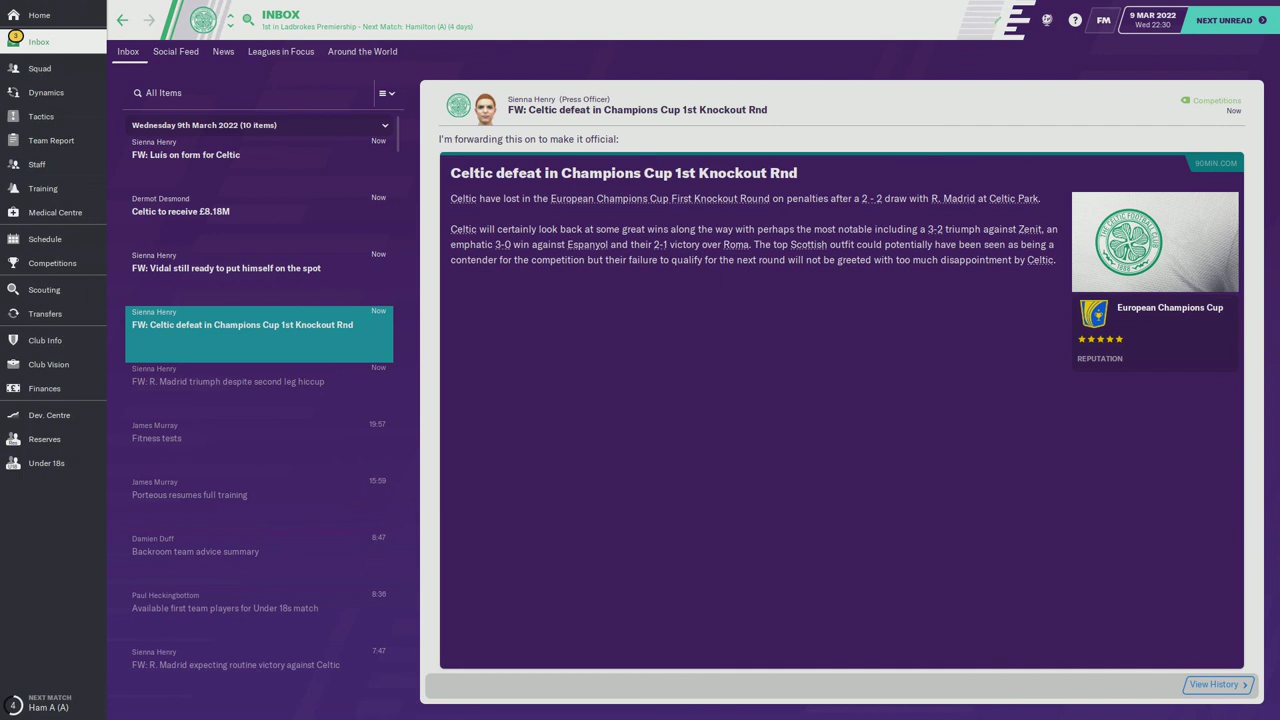 Home
3
Inbox
Squad
Dynamics
Tactics
Team Report
Staff
Training
Medical Centre
Schedule
Competitions
Scouting
Transfers
Club Info
Club Vision
Finances
Dev. Centre
Res
Reserves
U18
Under 18s
NEXT MATCH
Ham A (A)
INBOX
1st in Ladbrokes Premiership - Next Match: Hamilton (A) (4 days)
?
FM
9 MAR 2022
Wed 22:30
NEXT UNREAD
Inbox Social Feed News Leagues in Focus Around the World
All Items
Wednesday 9th March 2022 (10 items)
Sienna Henry Now
FW: Luís on form for Celtic
Dermot Desmond Now
Celtic to receive £8.18M
Sienna Henry Now
FW: Vidal still ready to put himself on the spot
Sienna Henry Now
FW: Celtic defeat in Champions Cup 1st Knockout Rnd
Sienna Henry Now
FW: R. Madrid triumph despite second leg hiccup
James Murray 19:57
Fitness tests
James Murray 15:59
Porteous resumes full training
Damien Duff 8:47
Backroom team advice summary
Paul Heckingbottom 8:36
Available first team players for Under 18s match
Sienna Henry 7:47
FW: R. Madrid expecting routine victory against Celtic
Sienna Henry (Press Officer)
FW: Celtic defeat in Champions Cup 1st Knockout Rnd
Competitions
Now
I'm forwarding this on to make it official:
90MIN.COM
Celtic defeat in Champions Cup 1st Knockout Rnd
Celtic have lost in the European Champions Cup First Knockout Round on penalties after a 2 - 2 draw with R. Madrid at Celtic Park.
Celtic will certainly look back at some great wins along the way with perhaps the most notable including a 3-2 triumph against Zenit, an
emphatic 3-0 win against Espanyol and their 2-1 victory over Roma. The top Scottish outfit could potentially have been seen as being a
contender for the competition but their failure to qualify for the next round will not be greeted with too much disappointment by Celtic.
THE CELTIC FOOTBALL CLUB
1888
European Champions Cup
REPUTATION
View History